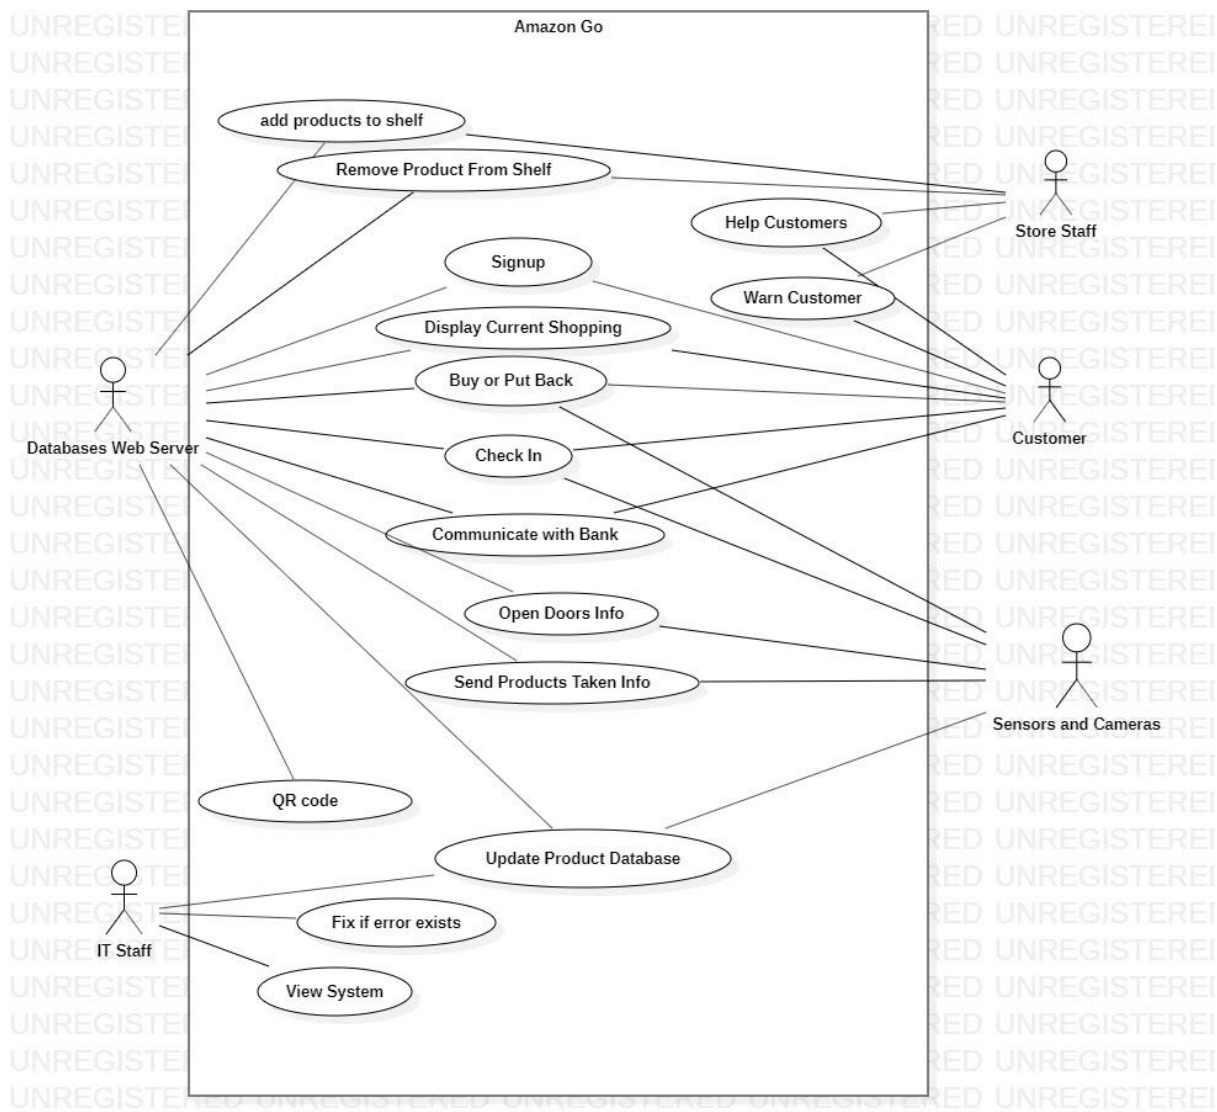 Amazon Go
add products to shelf
Remove Product From Shelf
Help Customers
Store Staff
Signup
Warn Customer
Display Current Shopping
Buy or Put Back
Customer
Databases Web Server
Check In
Communicate with Bank
Open Doors Info
Send Products Taken Info
Sensors and Cameras
QR code
Update Product Database
Fix if error exists
IT Staff
View System
UNREGISTERED